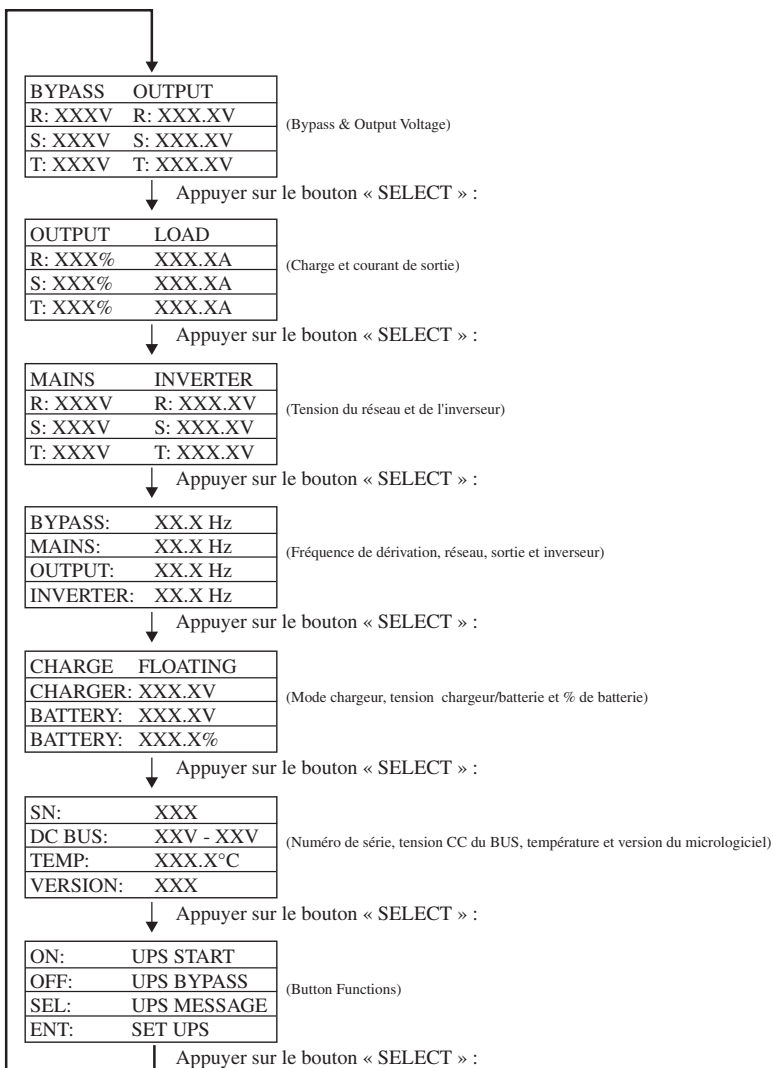 BYPASS OUTPUT
R: XXXV R: XXX.XV
(Bypass & Output Voltage)
S: XXXV S: XXX.XV
T: XXXV T: XXX.XV
Appuyer sur le bouton « SELECT » :
OUTPUT LOAD
R: XXX% XXX.XA
(Charge et courant de sortie)
S: XXX% XXX.XA
T: XXX% XXX.XA
Appuyer sur le bouton « SELECT » :
MAINS INVERTER
R: XXXV R: XXX.XV
(Tension du réseau et de l'inverseur)
S: XXXV S: XXX.XV
T: XXXV T: XXX.XV
Appuyer sur le bouton « SELECT » :
BYPASS: XX.X Hz
MAINS: XX.X Hz
(Fréquence de dérivation, réseau, sortie et inverseur)
OUTPUT: XX.X Hz
INVERTER: XX.X Hz
Appuyer sur le bouton « SELECT » :
CHARGE FLOATING
CHARGER: XXX.XV
(Mode chargeur, tension chargeur/batterie et % de batterie)
BATTERY: XXX.XV
BATTERY: XXX.X%
Appuyer sur le bouton « SELECT » :
SN: XXX
DC BUS: XXV - XXV
(Numéro de série, tension CC du BUS, température et version du micrologiciel)
TEMP: XXX.X°C
VERSION: XXX
Appuyer sur le bouton « SELECT » :
ON: UPS START
OFF: UPS BYPASS
(Button Functions)
SEL: UPS MESSAGE
ENT: SET UPS
Appuyer sur le bouton « SELECT » :